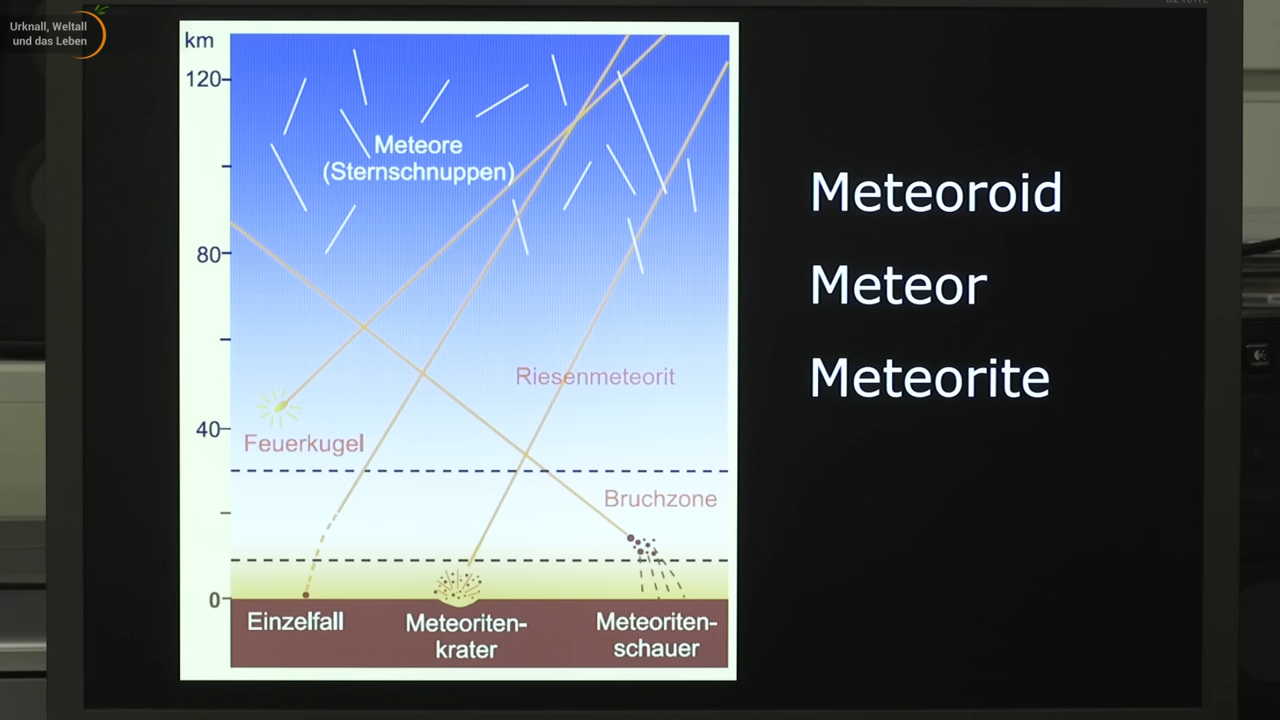 Urknall, Weltall
und das Leben
km
120
Meteore
(Sternschnuppen)
80
Riesenmeteorit
40
Feuerkugel
Bruchzone
0
Einzelfall
Meteoriten-
krater
Meteoriten-
schauer
Meteoroid
Meteor
Meteorite